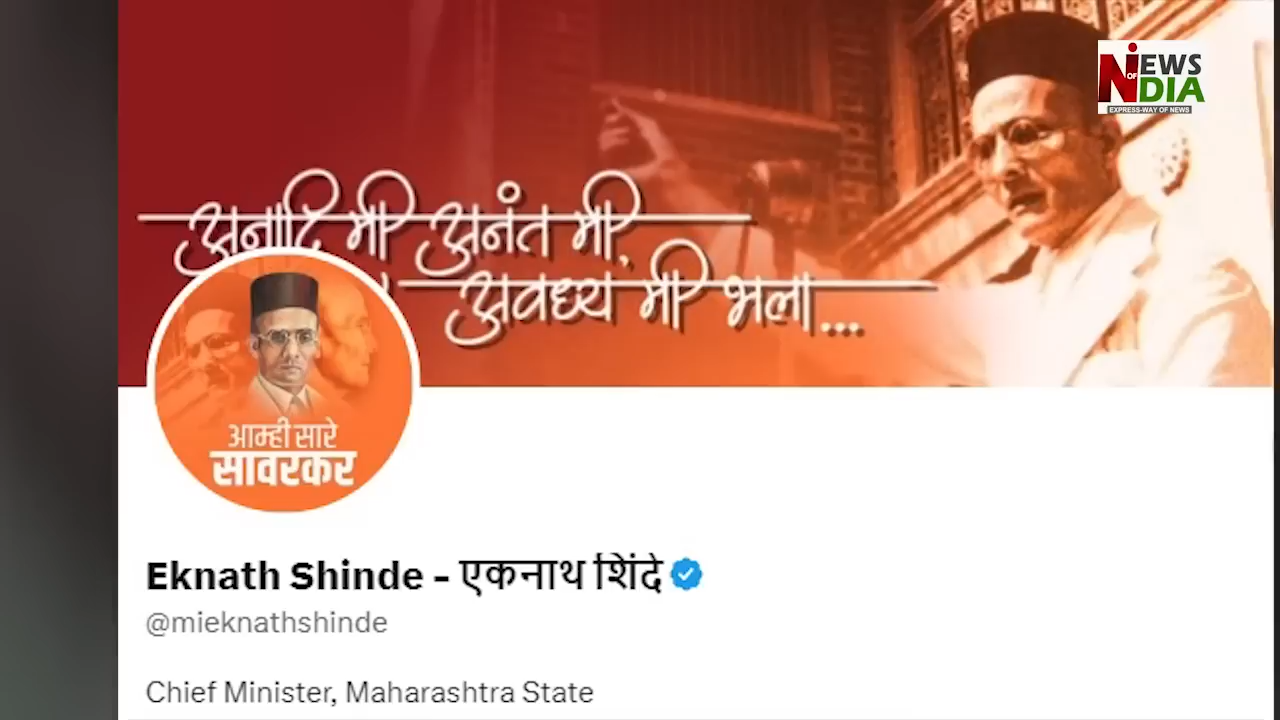 NEWS OF INDIA
EXPRESS-WAY OF NEWS
अनादि मी अनंत मी,
अवध्य मी भला...
आम्ही सारे
सावरकर
Eknath Shinde - एकनाथ शिंदे
@mieknathshinde
Chief Minister, Maharashtra State